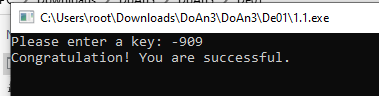 C:\Users\root\Downloads\DoAn3\DoAn3\De01\1.1.exe
Please enter a key: -909
Congratulation! You are successful.